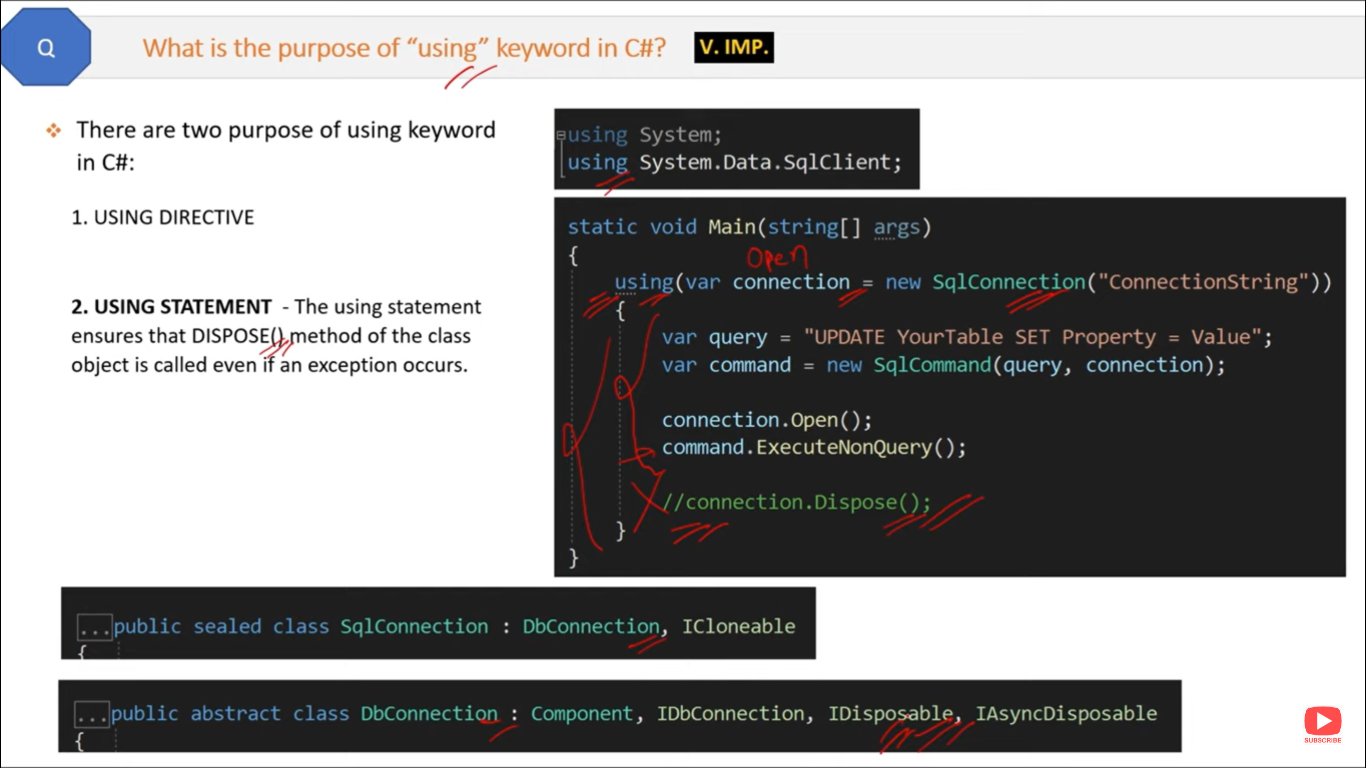 Q
What is the purpose of “using” keyword in C#?
V. IMP.
There are two purpose of using keyword
in C#:
1. USING DIRECTIVE
2. USING STATEMENT - The using statement
ensures that DISPOSE() method of the class
object is called even if an exception occurs.
using System;
using System.Data.SqlClient;
static void Main(string[] args)
{
open
using(var connection = new SqlConnection("ConnectionString"))
{
var query = "UPDATE YourTable SET Property = Value";
var command = new SqlCommand(query, connection);
connection.Open();
command.ExecuteNonQuery();
//connection.Dispose();
}
}
...public sealed class SqlConnection : DbConnection, ICloneable
{
...public abstract class DbConnection : Component, IDbConnection, IDisposable, IAsyncDisposable
{
SUBSCRIBE